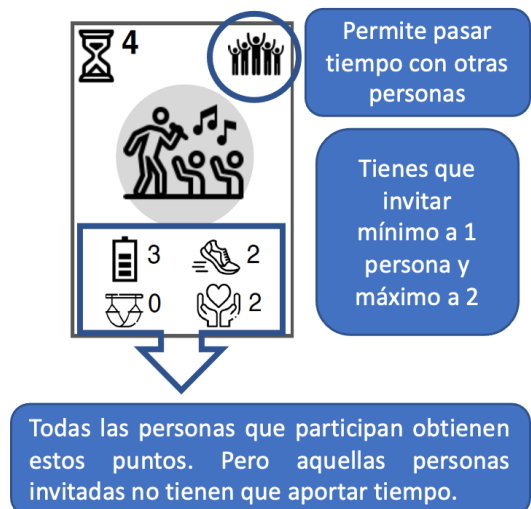 4
Permite pasar
tiempo con otras
personas
Tienes que
invitar
mínimo a 1
persona y
máximo a 2
3 2
0 2
Todas las personas que participan obtienen
estos puntos. Pero aquellas personas
invitadas no tienen que aportar tiempo.